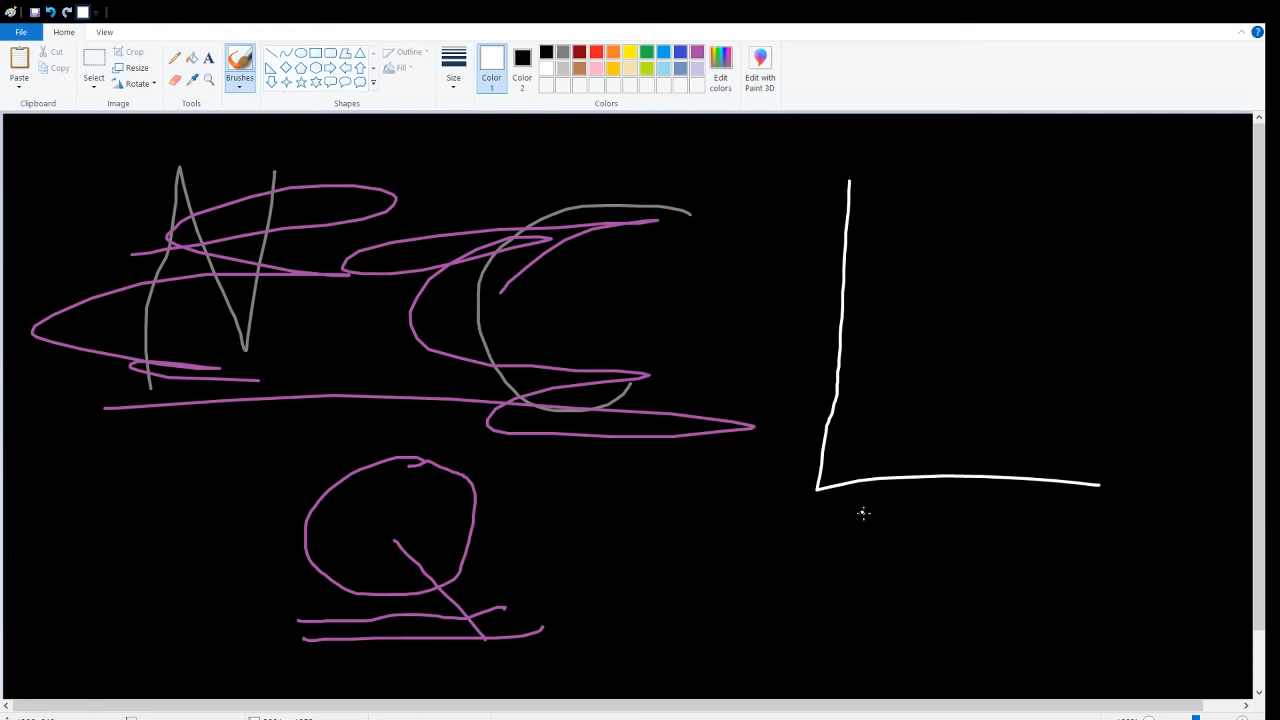 File Home View
Paste Cut Copy Clipboard
Select Crop Resize Rotate Image
Tools
Brushes
Outline Fill Shapes
Size
Color 1 Color 2 Edit colors Colors
Edit with Paint 3D
N C L
Q